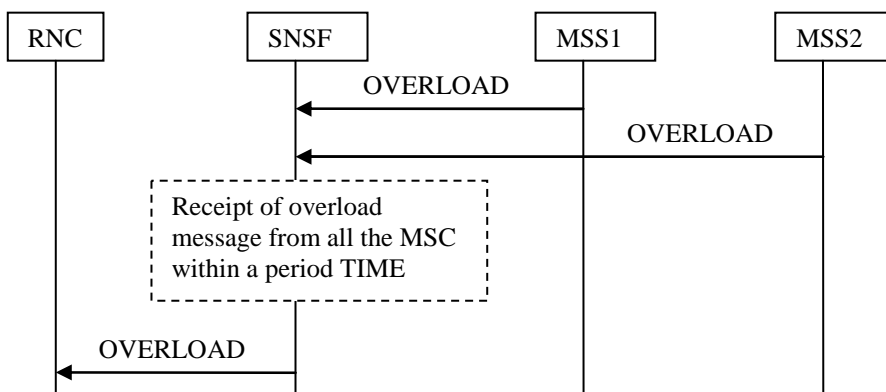 RNC
SNSF
MSS1
MSS2
OVERLOAD
OVERLOAD
Receipt of overload
message from all the MSC
within a period TIME
OVERLOAD